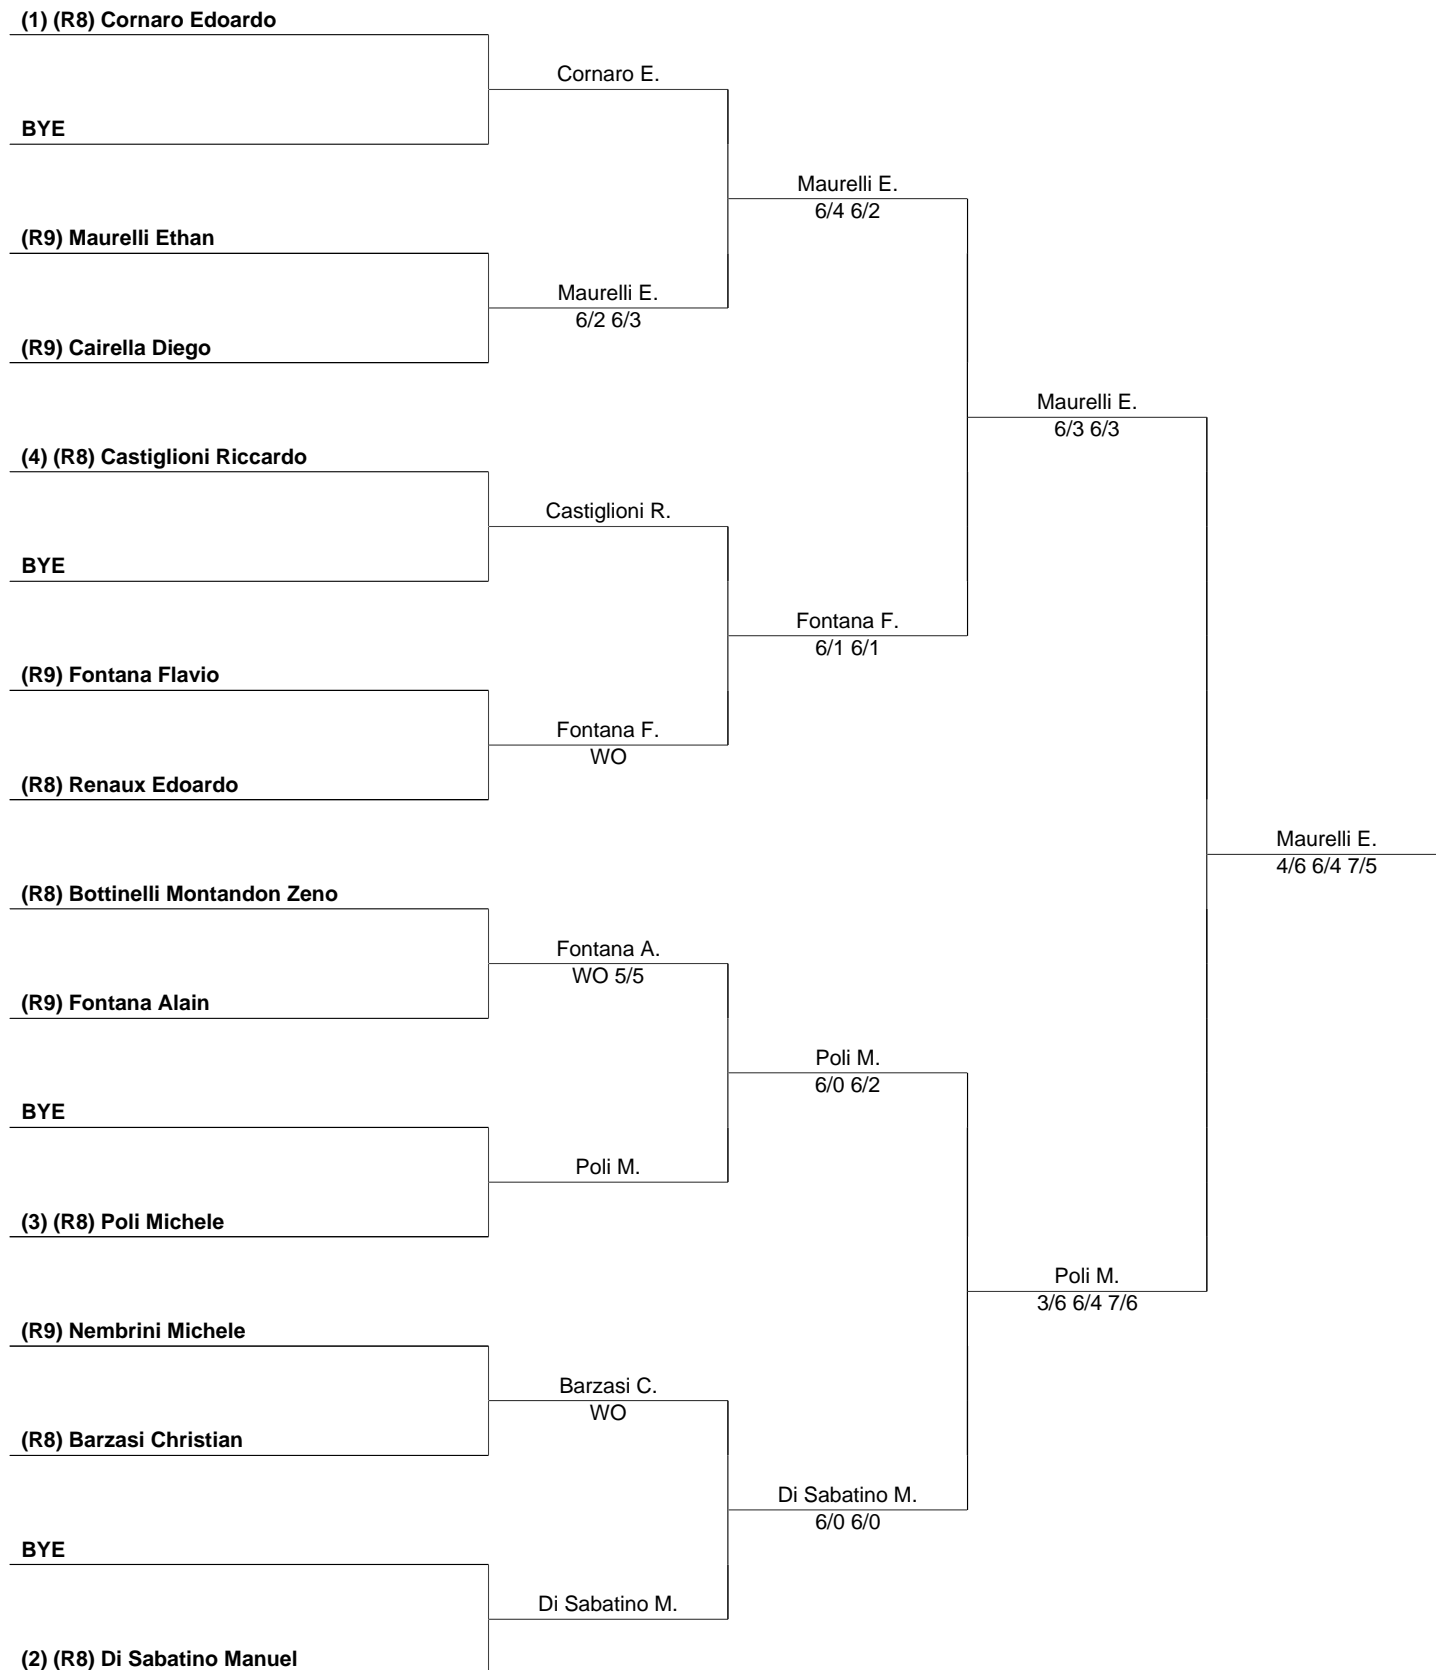 (1) (R8) Cornaro Edoardo
Cornaro E.
BYE
Maurelli E.
6/4 6/2
(R9) Maurelli Ethan
Maurelli E.
6/2 6/3
(R9) Cairella Diego
Maurelli E.
6/3 6/3
(4) (R8) Castiglioni Riccardo
Castiglioni R.
BYE
Fontana F.
6/1 6/1
(R9) Fontana Flavio
Fontana F.
WO
(R8) Renaux Edoardo
Maurelli E.
4/6 6/4 7/5
(R8) Bottinelli Montandon Zeno
Fontana A.
WO 5/5
(R9) Fontana Alain
Poli M.
6/0 6/2
BYE
Poli M.
(3) (R8) Poli Michele
Poli M.
3/6 6/4 7/6
(R9) Nembrini Michele
Barzasi C.
WO
(R8) Barzasi Christian
Di Sabatino M.
6/0 6/0
BYE
Di Sabatino M.
(2) (R8) Di Sabatino Manuel